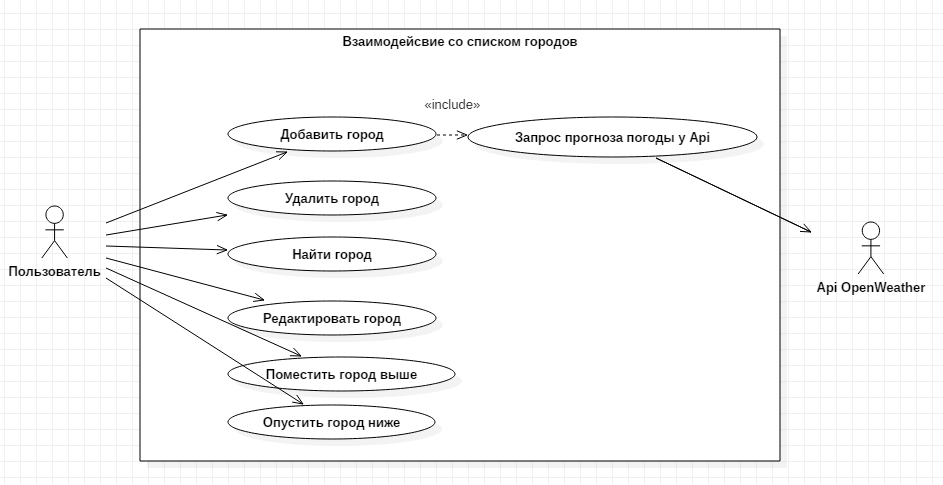 Взаимодейсвие со списком городов
«include»
Добавить город
Запрос прогноза погоды у Api
Удалить город
Найти город
Пользователь
Api OpenWeather
Редактировать город
Поместить город выше
Опустить город ниже